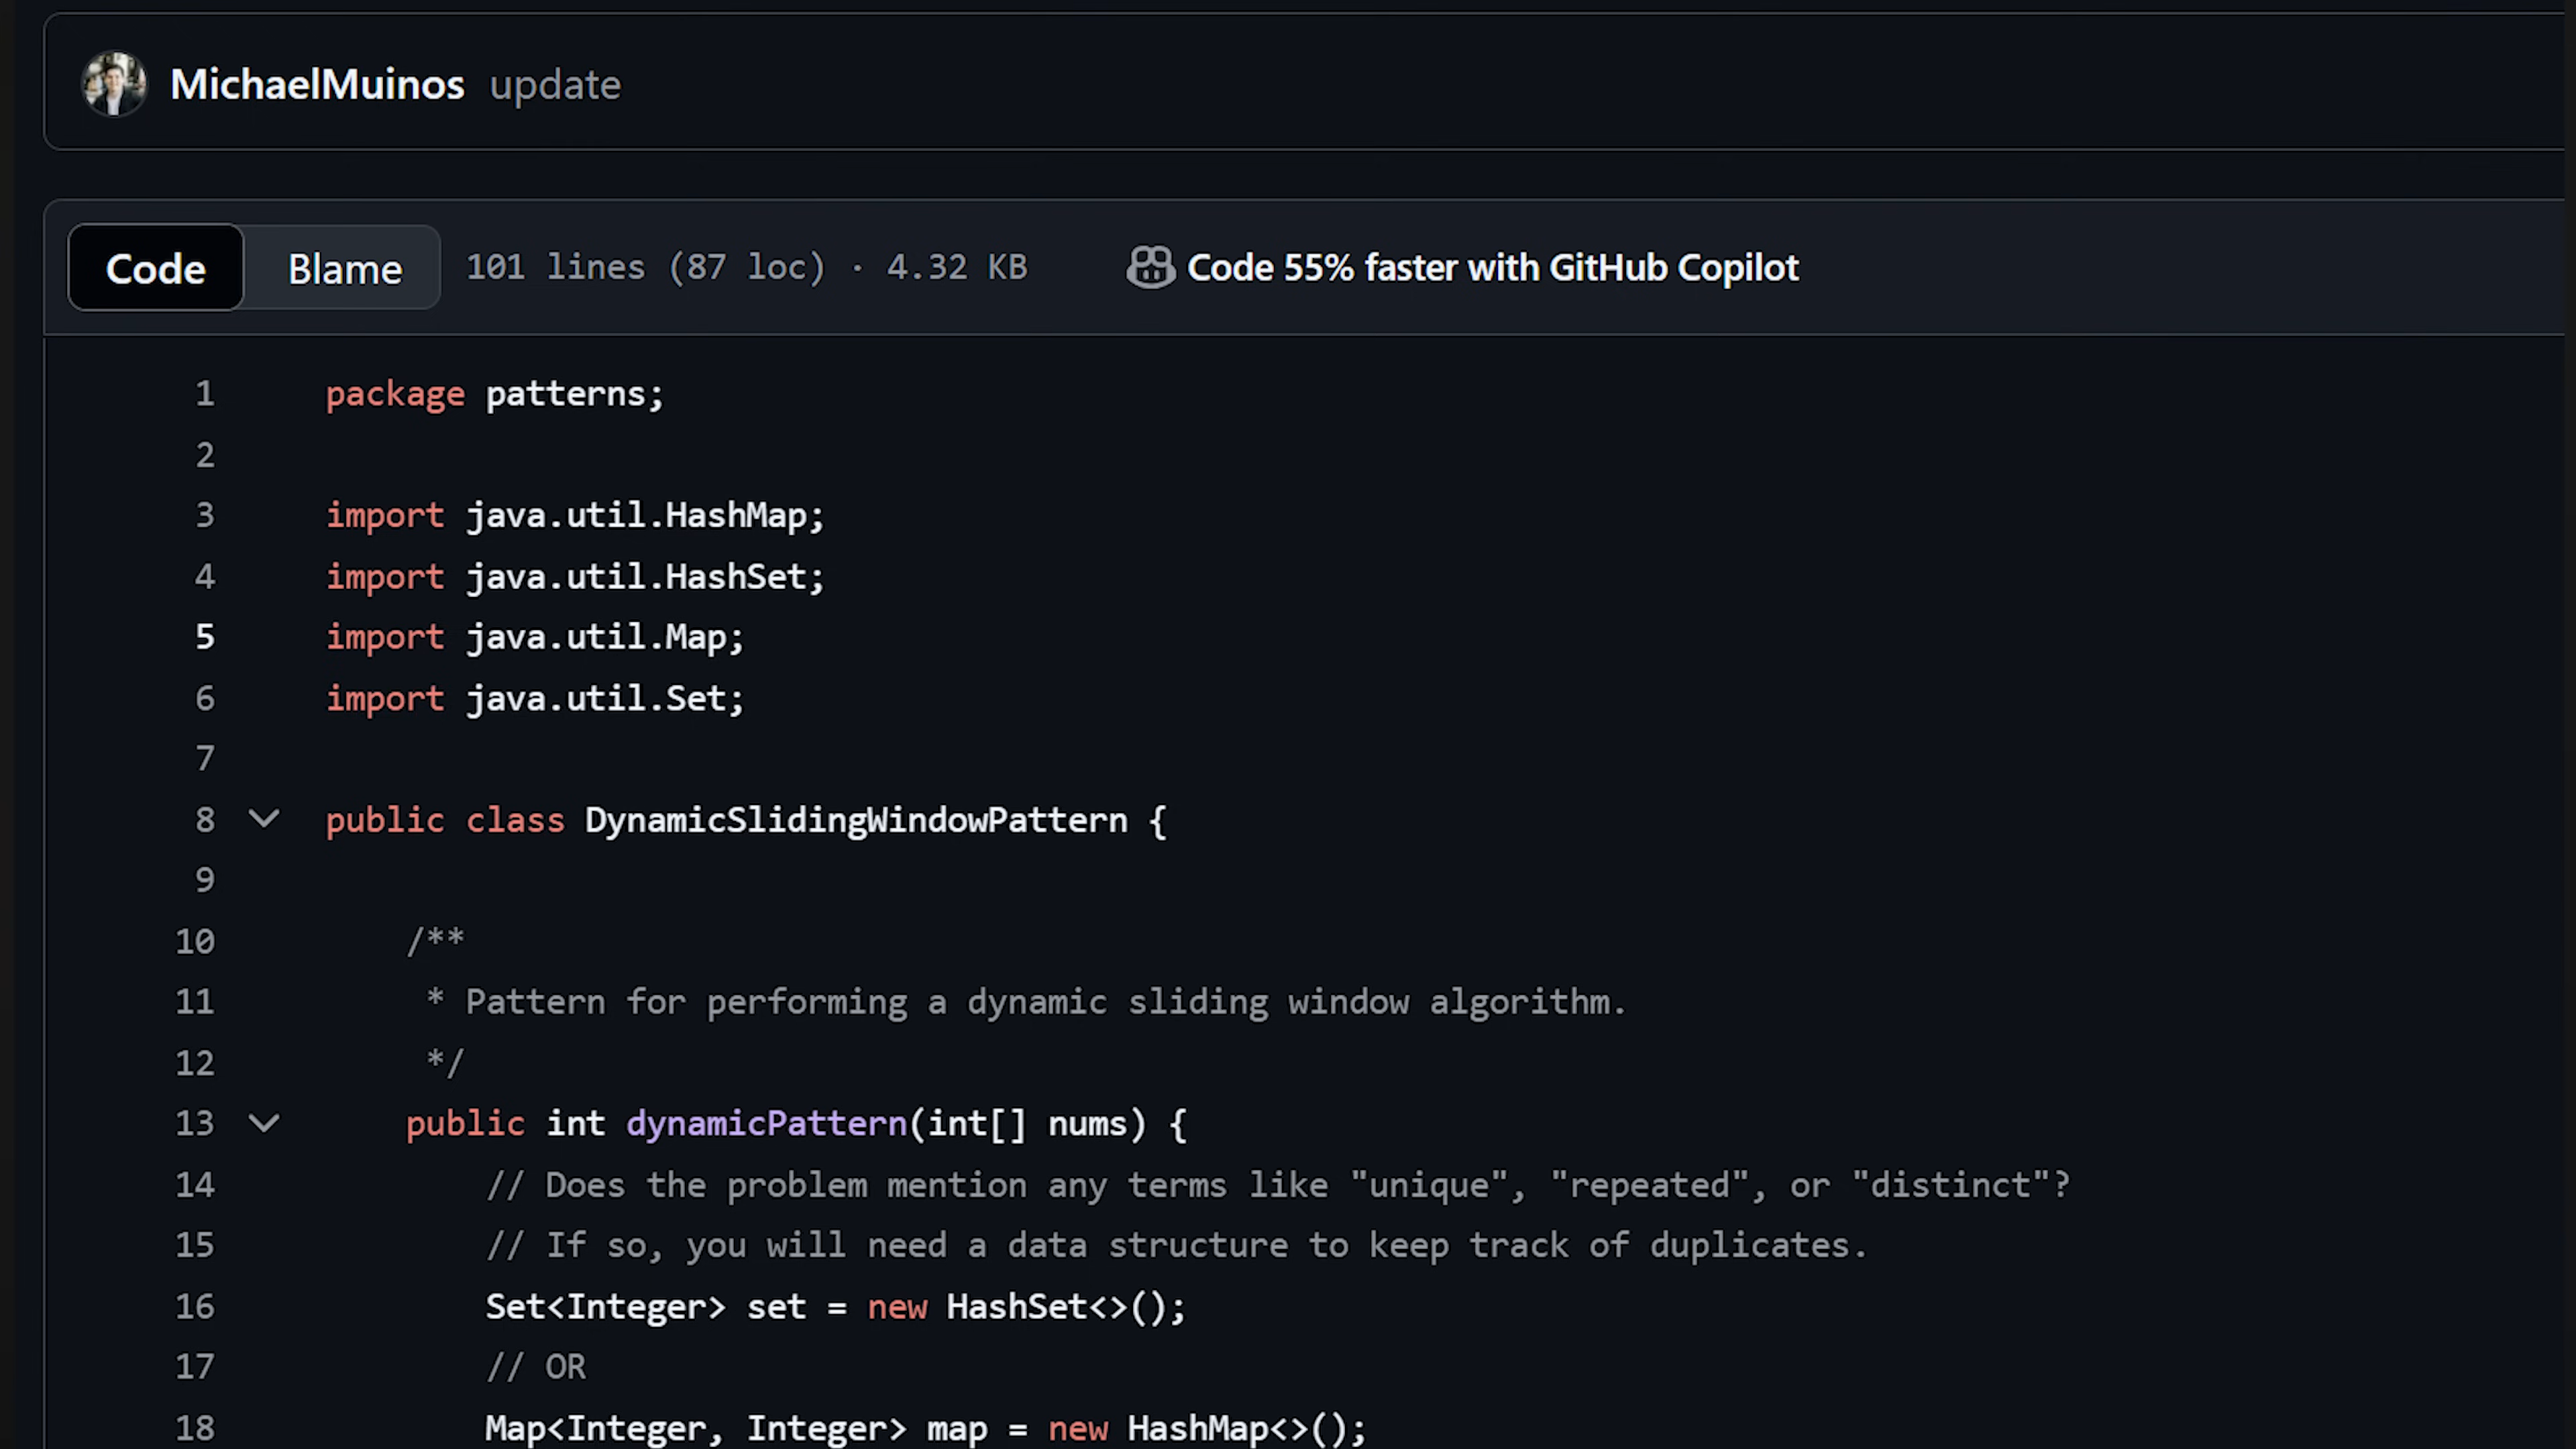 MichaelMuinos update
Code Blame 101 lines (87 loc) · 4.32 KB Code 55% faster with GitHub Copilot
1 package patterns;
2
3 import java.util.HashMap;
4 import java.util.HashSet;
5 import java.util.Map;
6 import java.util.Set;
7
8 public class DynamicSlidingWindowPattern {
9
10 /**
11 * Pattern for performing a dynamic sliding window algorithm.
12 */
13 public int dynamicPattern(int[] nums) {
14 // Does the problem mention any terms like "unique", "repeated", or "distinct"?
15 // If so, you will need a data structure to keep track of duplicates.
16 Set<Integer> set = new HashSet<>();
17 // OR
18 Map<Integer, Integer> map = new HashMap<>();